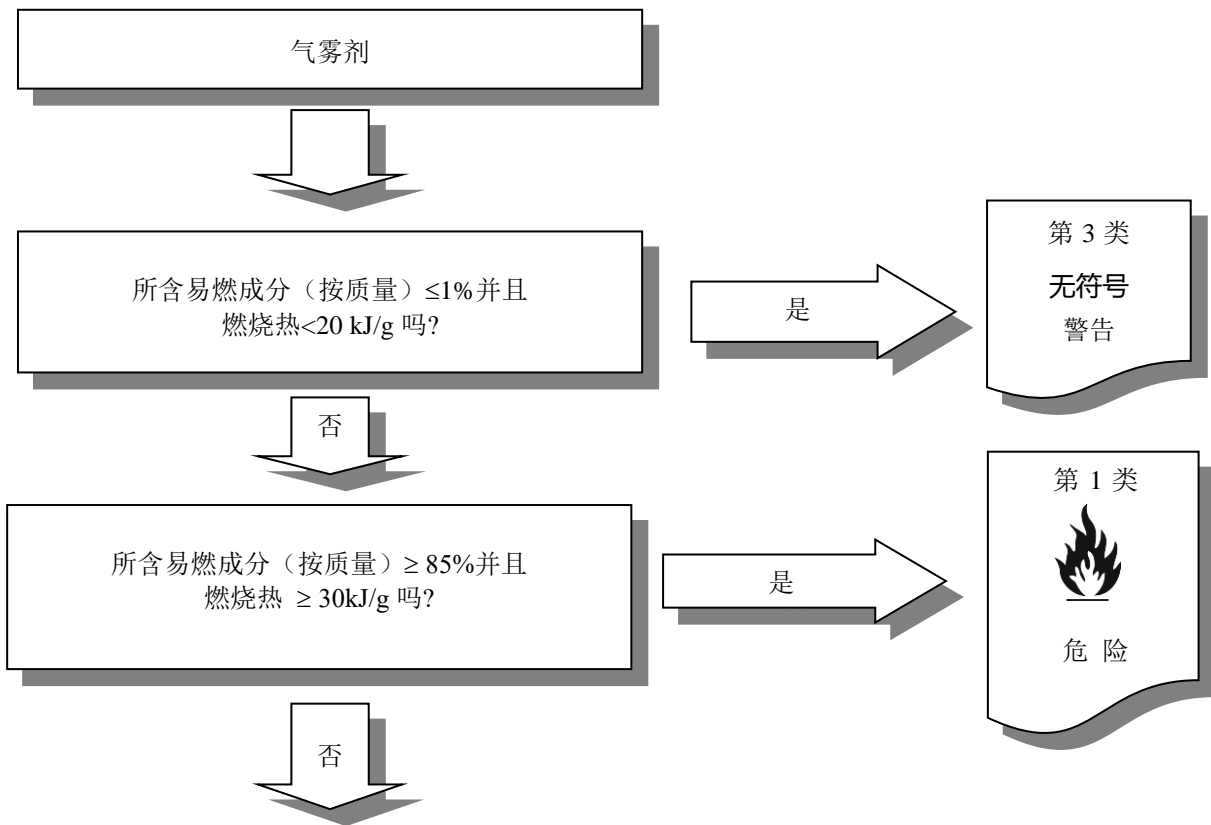 气雾剂
所含易燃成分（按质量）≤1%并且
燃烧热<20 kJ/g 吗?
是
第 3 类
无符号
警告
否
所含易燃成分（按质量）≥ 85%并且
燃烧热 ≥ 30kJ/g 吗?
是
第 1 类
危 险
否